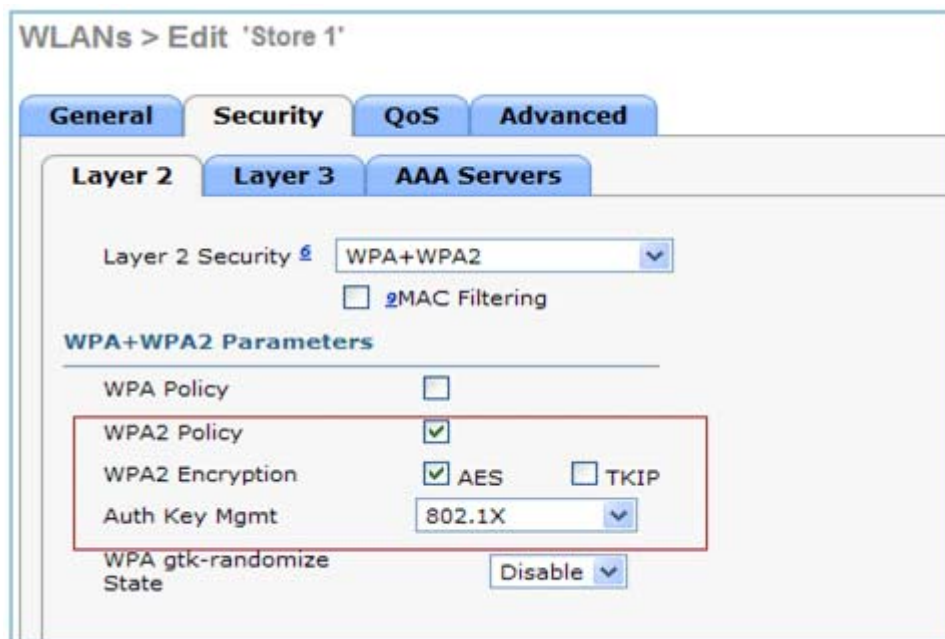 WLANs > Edit 'Store 1'
General Security QoS Advanced
Layer 2 Layer 3 AAA Servers
Layer 2 Security 6 WPA+WPA2
9MAC Filtering
WPA+WPA2 Parameters
WPA Policy
WPA2 Policy
WPA2 Encryption AES TKIP
Auth Key Mgmt 802.1X
WPA gtk-randomize
State Disable